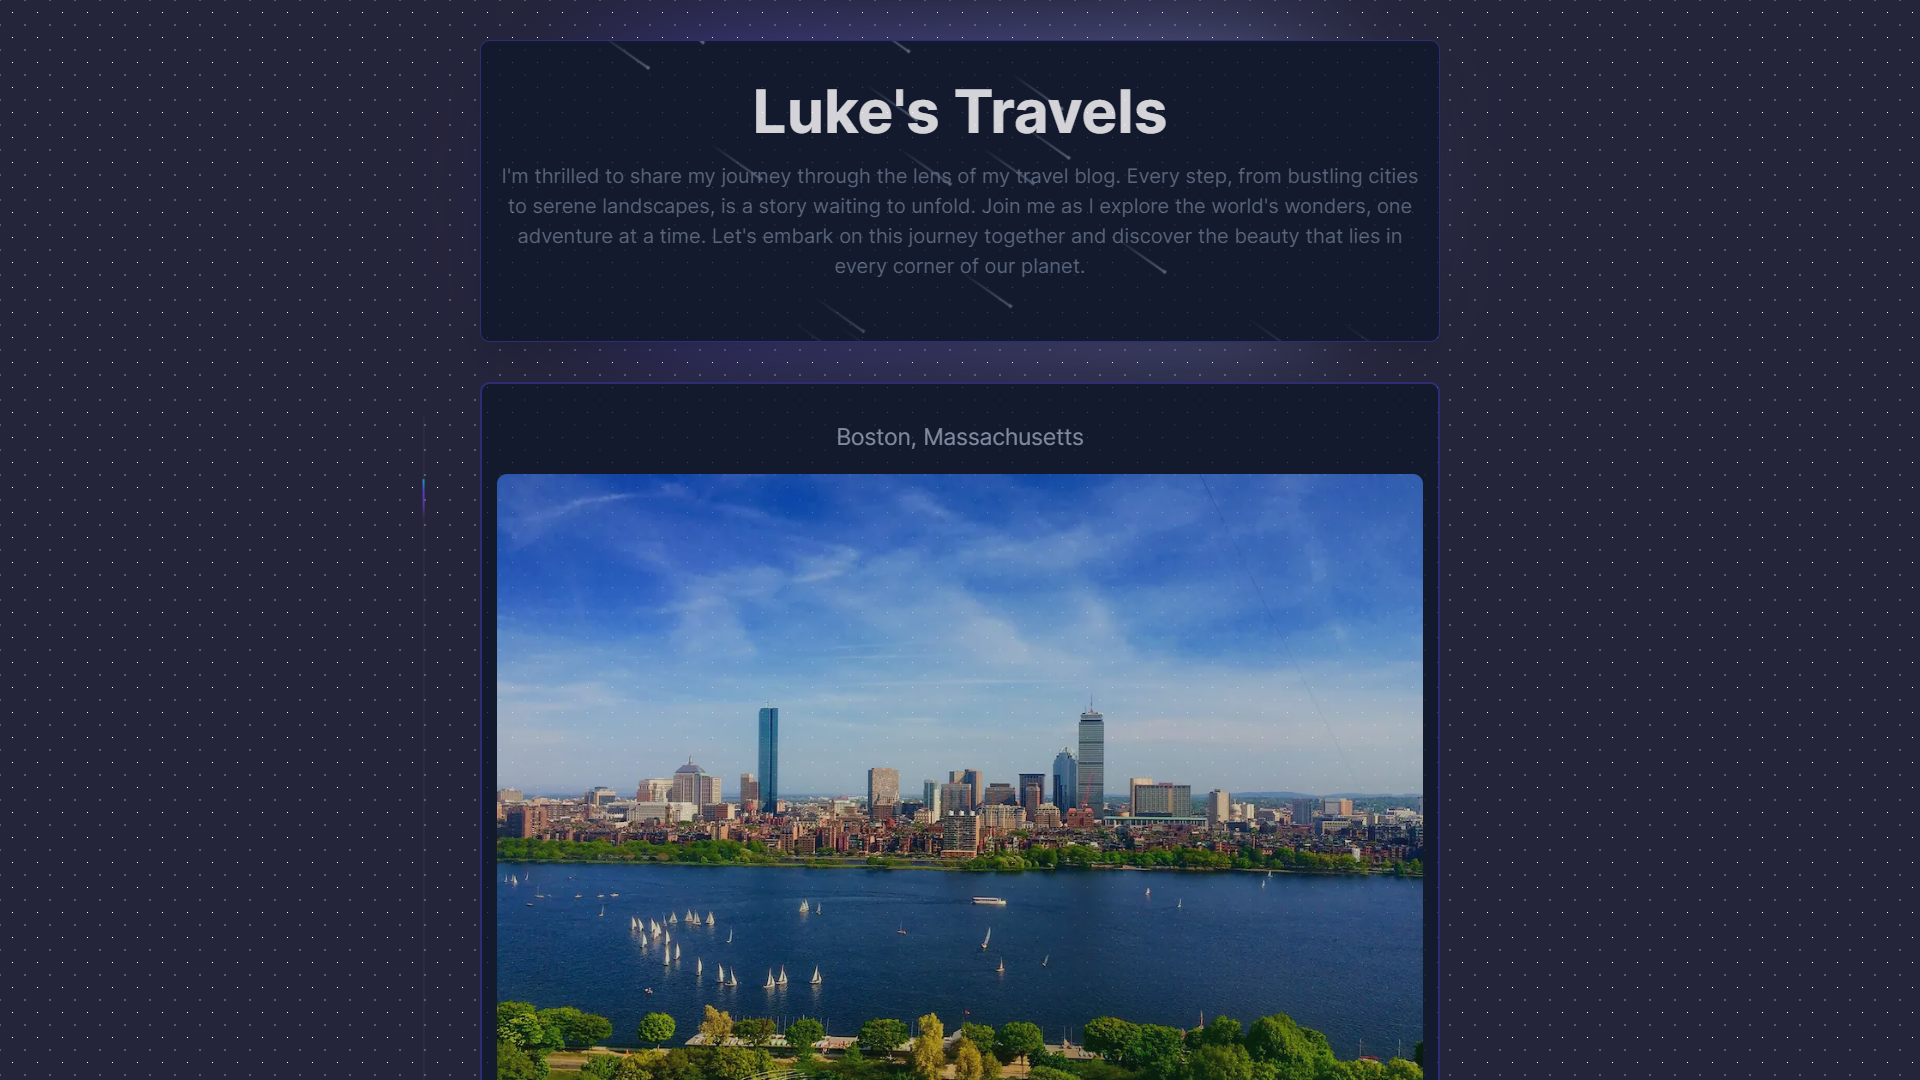 Luke's Travels
I'm thrilled to share my journey through the lens of my travel blog. Every step, from bustling cities
to serene landscapes, is a story waiting to unfold. Join me as I explore the world's wonders, one
adventure at a time. Let's embark on this journey together and discover the beauty that lies in
every corner of our planet.
Boston, Massachusetts